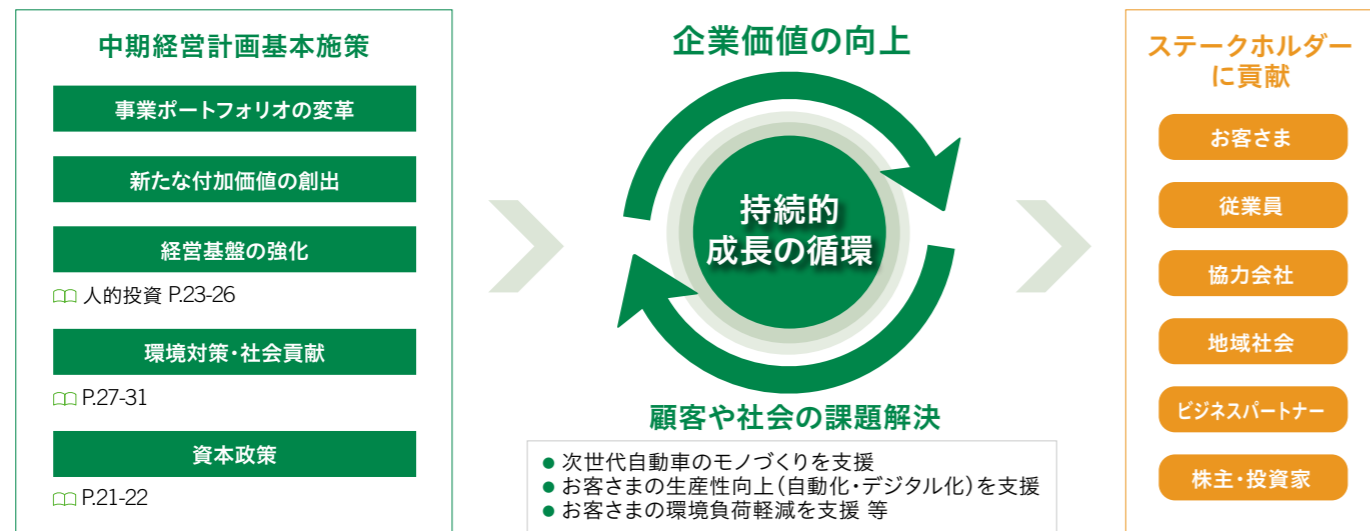 中期経営計画基本施策
事業ポートフォリオの変革
新たな付加価値の創出
経営基盤の強化
人的投資 P.23-26
環境対策・社会貢献
P.27-31
資本政策
P.21-22
企業価値の向上
持続的
成長の循環
顧客や社会の課題解決
● 次世代自動車のモノづくりを支援
● お客さまの生産性向上(自動化・デジタル化)を支援
● お客さまの環境負荷軽減を支援 等
ステークホルダー
に貢献
お客さま
従業員
協力会社
地域社会
ビジネスパートナー
株主・投資家